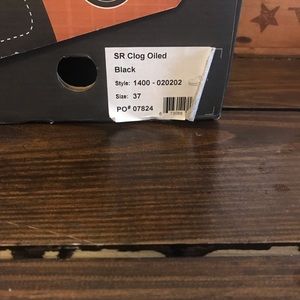 SR Clog Oiled
Black
Style: 1400 - 020202
Size: 37
PO# 07824